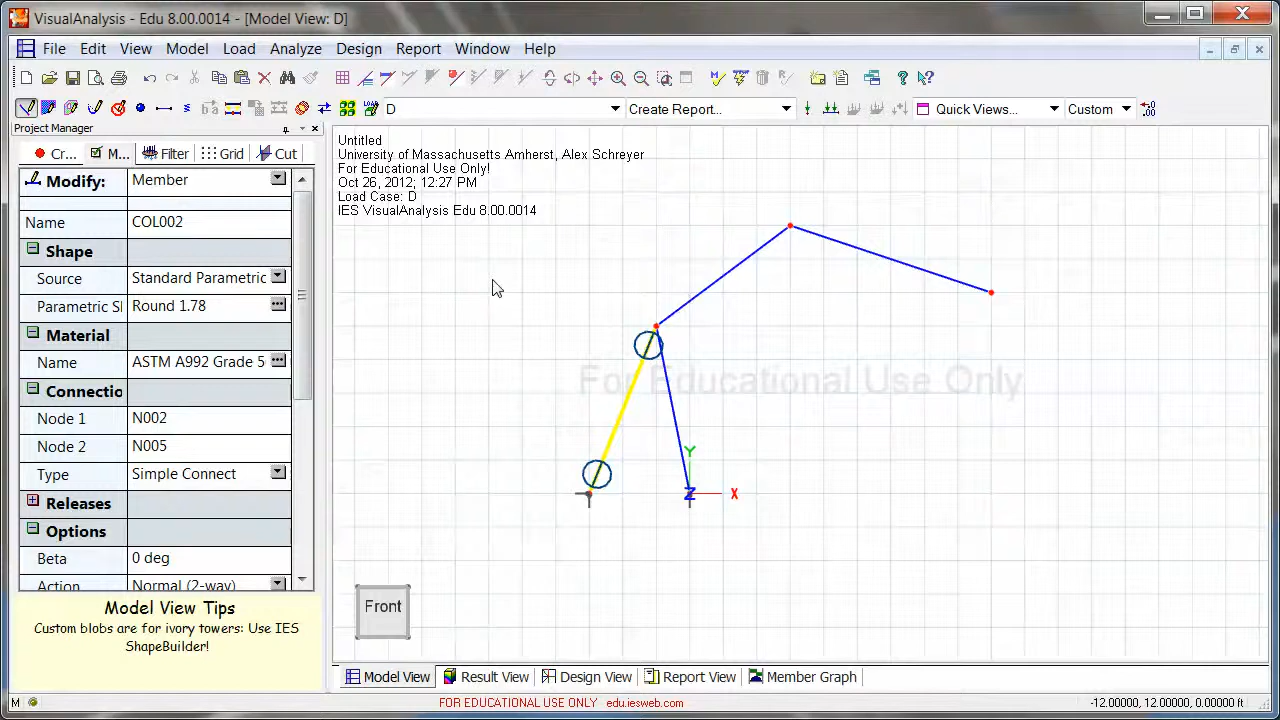 VisualAnalysis - Edu 8.00.0014 - [Model View: D]
File Edit View Model Load Analyze Design Report Window Help
D Create Report... Quick Views... Custom
Project Manager
Cr... M... Filter Grid Cut
Modify: Member
Name COL002
Shape
Source Standard Parametric
Parametric Sl Round 1.78
Material
Name ASTM A992 Grade 5
Connectio
Node 1 N002
Node 2 N005
Type Simple Connect
Releases
Options
Beta 0 deg
Action Normal (2-way)
Model View Tips
Custom blobs are for ivory towers: Use IES
ShapeBuilder!
Untitled
University of Massachusetts Amherst, Alex Schreyer
For Educational Use Only!
Oct 26, 2012; 12:27 PM
Load Case: D
IES VisualAnalysis Edu 8.00.0014
For Educational Use Only
Y
Z X
Front
Model View Result View Design View Report View Member Graph
M FOR EDUCATIONAL USE ONLY edu.iesweb.com -12.00000, 12.00000, 0.00000 ft